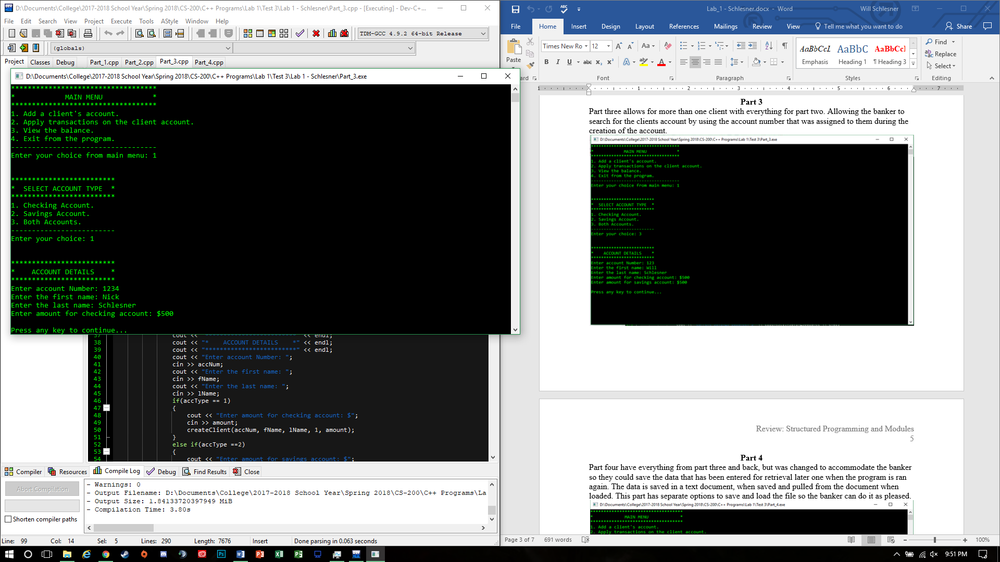 D:\Documents\College\2017-2018 School Year\Spring 2018\CS-200\C++ Programs\Lab 1\Test 3\Lab 1 - Schlesner\Part_3.cpp - [Executing] - Dev-C+...
File Edit Search View Project Execute Tools AStyle Window Help
TDM-GCC 4.9.2 64-bit Release
(globals)
Project Classes Debug Part_1.cpp Part_2.cpp Part_3.cpp Part_4.cpp
D:\Documents\College\2017-2018 School Year\Spring 2018\CS-200\C++ Programs\Lab 1\Test 3\Lab 1 - Schlesner\Part_3.exe
***********************************
* MAIN MENU *
***********************************
1. Add a client's account.
2. Apply transactions on the client account.
3. View the balance.
4. Exit from the program.
-----------------------------------
Enter your choice from main menu: 1
*************************
* SELECT ACCOUNT TYPE *
*************************
1. Checking Account.
2. Savings Account.
3. Both Accounts.
-------------------------
Enter your choice: 1
*************************
* ACCOUNT DETAILS *
*************************
Enter account Number: 1234
Enter the first name: Nick
Enter the last name: Schlesner
Enter amount for checking account: $500
Press any key to continue...
37 cout << "*************************" << endl;
38 cout << "* ACCOUNT DETAILS *" << endl;
39 cout << "*************************" << endl;
40 cout << "Enter account Number: ";
41 cin >> accNum;
42 cout << "Enter the first name: ";
43 cin >> fName;
44 cout << "Enter the last name: ";
45 cin >> lName;
46 if(accType == 1)
47 {
48 cout << "Enter amount for checking account: $";
49 cin >> amount;
50 createClient(accNum, fName, lName, 1, amount);
51 }
52 else if(accType ==2)
53 {
54 cout << "Enter amount for savings account: $";
Compiler Resources Compile Log Debug Find Results Close
Abort Compilation
Shorten compiler paths
- Warnings: 0
- Output Filename: D:\Documents\College\2017-2018 School Year\Spring 2018\CS-200\C++ Programs\La
- Output Size: 1.84133720397949 MiB
- Compilation Time: 3.80s
Line: 99 Col: 14 Sel: 5 Lines: 290 Length: 7676 Insert Done parsing in 0.063 seconds
Lab_1 - Schlesner.docx - Word Will Schlesner
File Home Insert Design Layout References Mailings Review View Tell me what you want to do Share
Paste
Times New Ro 12
Aa
B I U abc x₂ x²
AaBbCcL AaBbC AaBbCcI
Emphasis Heading 1 ¶ Heading 3
Find
Replace
Select
ard Font Paragraph Styles Editing
1 1 2 3 4 5 6 7
Part 3
Part three allows for more than one client with everything for part two. Allowing the banker to
search for the clients account by using the account number that was assigned to them during the
creation of the account.
D:\Documents\College\2017-2018 School Year\Spring 2018\CS-200\C++ Programs\Lab 1\Test 3\Part_3.exe
***********************************
* MAIN MENU *
***********************************
1. Add a client's account.
2. Apply transactions on the client account.
3. View the balance.
4. Exit from the program.
-----------------------------------
Enter your choice from main menu: 1
*************************
* SELECT ACCOUNT TYPE *
*************************
1. Checking Account.
2. Savings Account.
3. Both Accounts.
-------------------------
Enter your choice: 3
*************************
* ACCOUNT DETAILS *
*************************
Enter account Number: 123
Enter the first name: Will
Enter the last name: Schlesner
Enter amount for checking account: $500
Enter amount for savings account: $500
Press any key to continue...
Review: Structured Programming and Modules
5
Part 4
Part four have everything from part three and back, but was changed to accommodate the banker
so they could save the data that has been entered for retrieval later one when the program is ran
again. The data is saved in a text document, when saved and pulled from the document when
loaded. This part has separate options to save and load the file so the banker can do it as pleased.
D:\Documents\College\2017-2018 School Year\Spring 2018\CS-200\C++ Programs\Lab 1\Test 3\Part_4.exe
***********************************
* MAIN MENU *
***********************************
1. Add a client's account.
2. Apply transactions on the client account.
Page 3 of 7 691 words 100%
9:51 PM